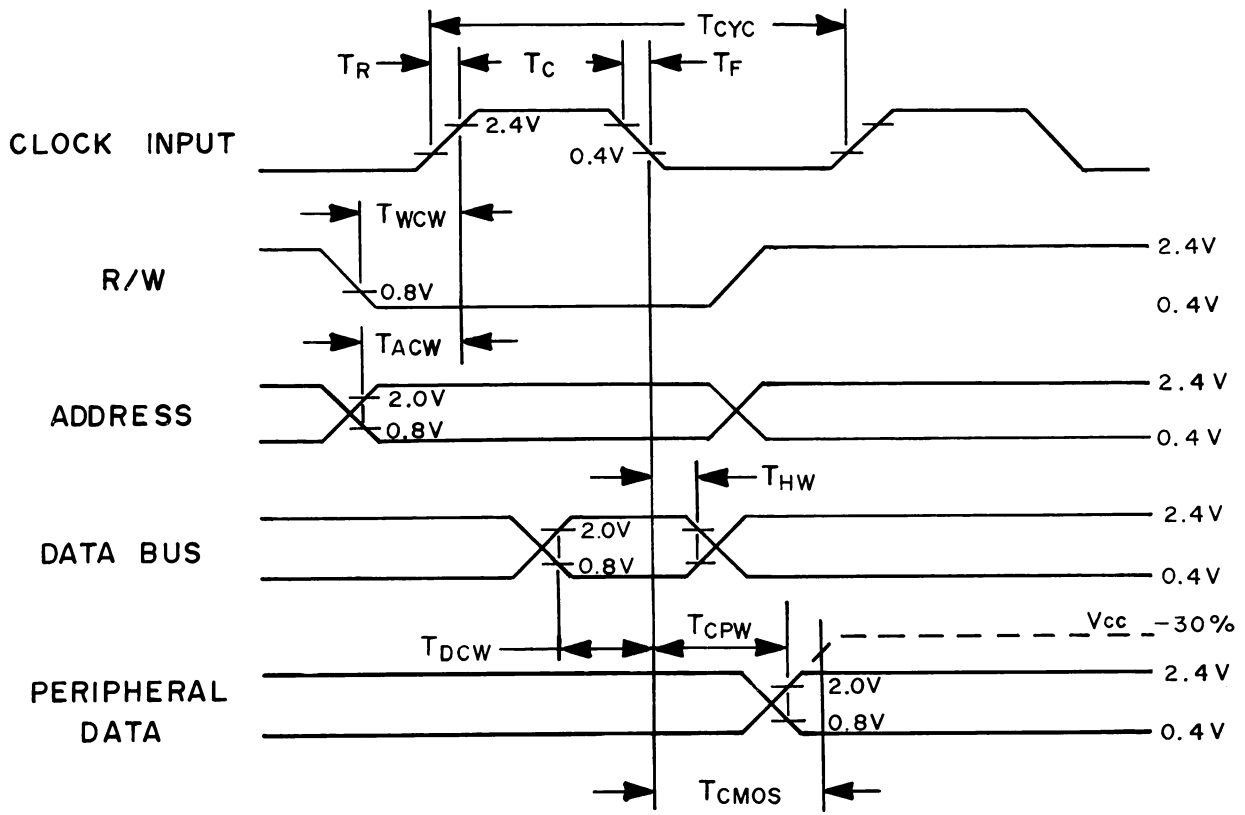 TCYC
TR TC TF
CLOCK INPUT
2.4V
0.4V
TWCW
R/W
0.8V
2.4V
0.4V
TACW
ADDRESS
2.0V
0.8V
2.4V
0.4V
THW
DATA BUS
2.0V
0.8V
2.4V
0.4V
TDCW
TCPW
Vcc -30%
PERIPHERAL
DATA
2.0V
0.8V
2.4V
0.4V
TCMOS